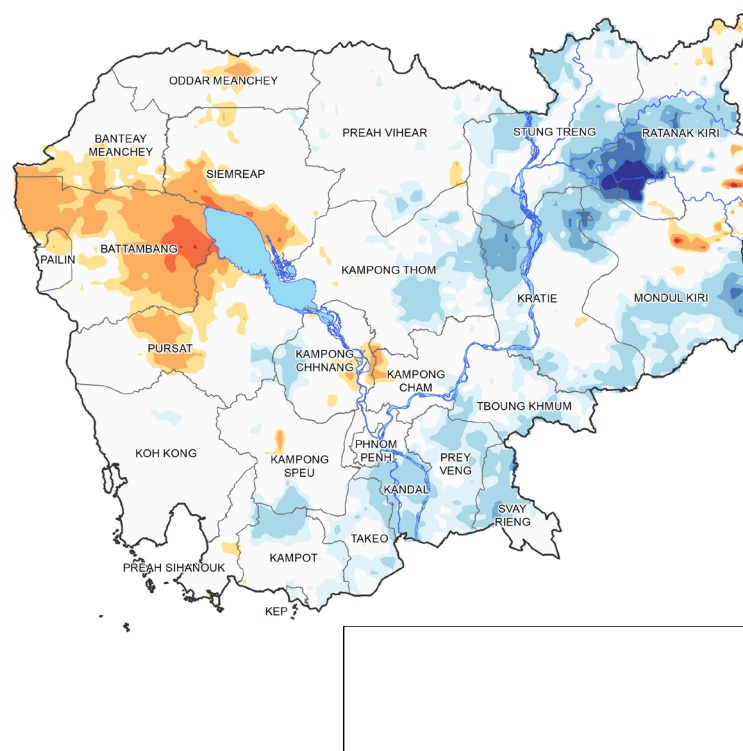 ODDAR MEANCHEY
BANTEAY
MEANCHEY
PREAH VIHEAR
STUNG TRENG
RATANAK KIRI
SIEMREAP
PAILIN
BATTAMBANG
KAMPONG THOM
KRATIE
MONDUL KIRI
PURSAT
KAMPONG
CHHNANG
KAMPONG
CHAM
TBOUNG KHMUM
KOH KONG
KAMPONG
SPEU
PHNOM
PENH
PREY
VENG
KANDAL
SVAY
RIENG
TAKEO
KAMPOT
PREAH SIHANOUK
KEP